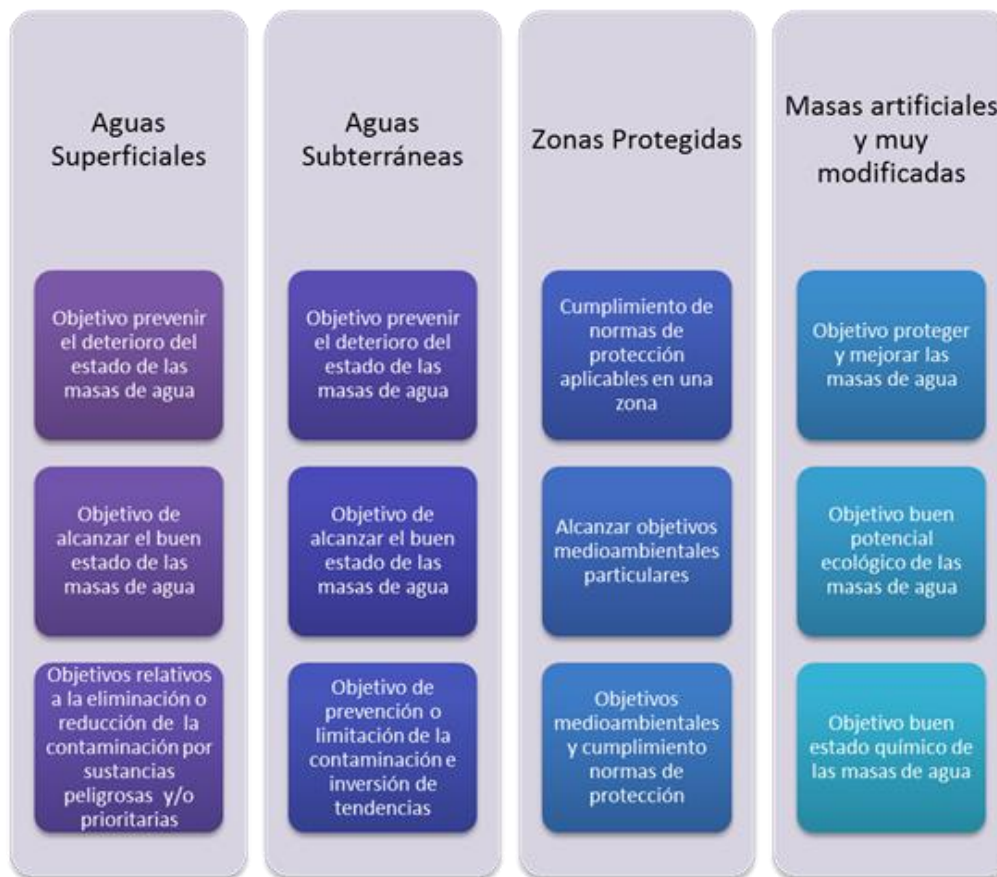 Aguas
Superficiales
Objetivo prevenir
el deterioro del
estado de las
masas de agua
Objetivo de
alcanzar el buen
estado de las
masas de agua
Objetivos relativos
a la eliminación o
reducción de la
contaminación por
sustancias
peligrosas y/o
prioritarias
Aguas
Subterráneas
Objetivo prevenir
el deterioro del
estado de las
masas de agua
Objetivo de
alcanzar el buen
estado de las
masas de agua
Objetivo de
prevención o
limitación de la
contaminación e
inversión de
tendencias
Zonas Protegidas
Cumplimiento de
normas de
protección
aplicables en una
zona
Alcanzar objetivos
medioambientales
particulares
Objetivos
medioambientales
y cumplimiento
normas de
protección
Masas artificiales
y muy
modificadas
Objetivo proteger
y mejorar las
masas de agua
Objetivo buen
potencial
ecológico de las
masas de agua
Objetivo buen
estado químico de
las masas de agua